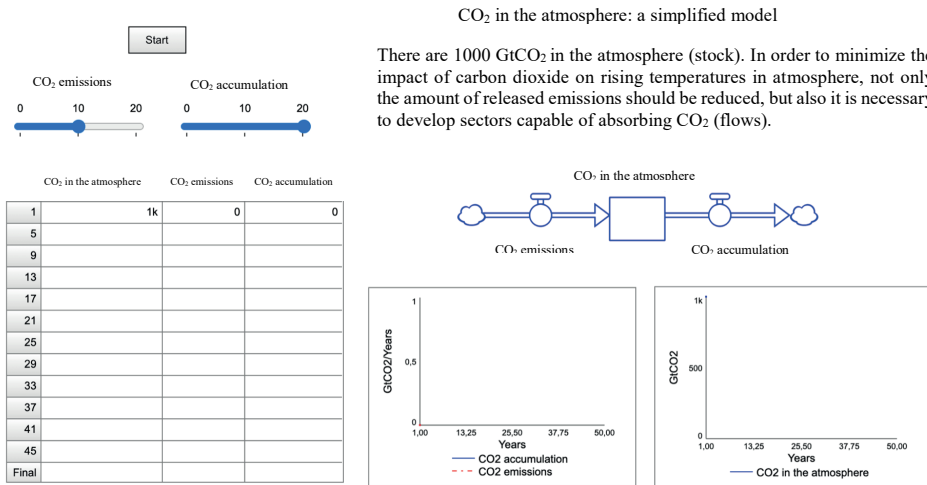 CO2 in the atmosphere: a simplified model
Start
There are 1000 GtCO2 in the atmosphere (stock). In order to minimize the
impact of carbon dioxide on rising temperatures in atmosphere, not only
the amount of released emissions should be reduced, but also it is necessary
to develop sectors capable of absorbing CO2 (flows).
CO2 emissions
0 10 20
CO2 accumulation
0 10 20
CO2 in the atmosphere CO2 emissions CO2 accumulation
1 1k 0 0
5
9
13
17
21
25
29
33
37
41
45
Final
CO2 in the atmosphere
CO2 emissions CO2 accumulation
GtCO2/Years
1
0,5
0
1,00 13,25 25,50 37,75 50,00
Years
CO2 accumulation
CO2 emissions
GtCO2
1k
500
0
1,00 13,25 25,50 37,75 50,00
Years
CO2 in the atmosphere